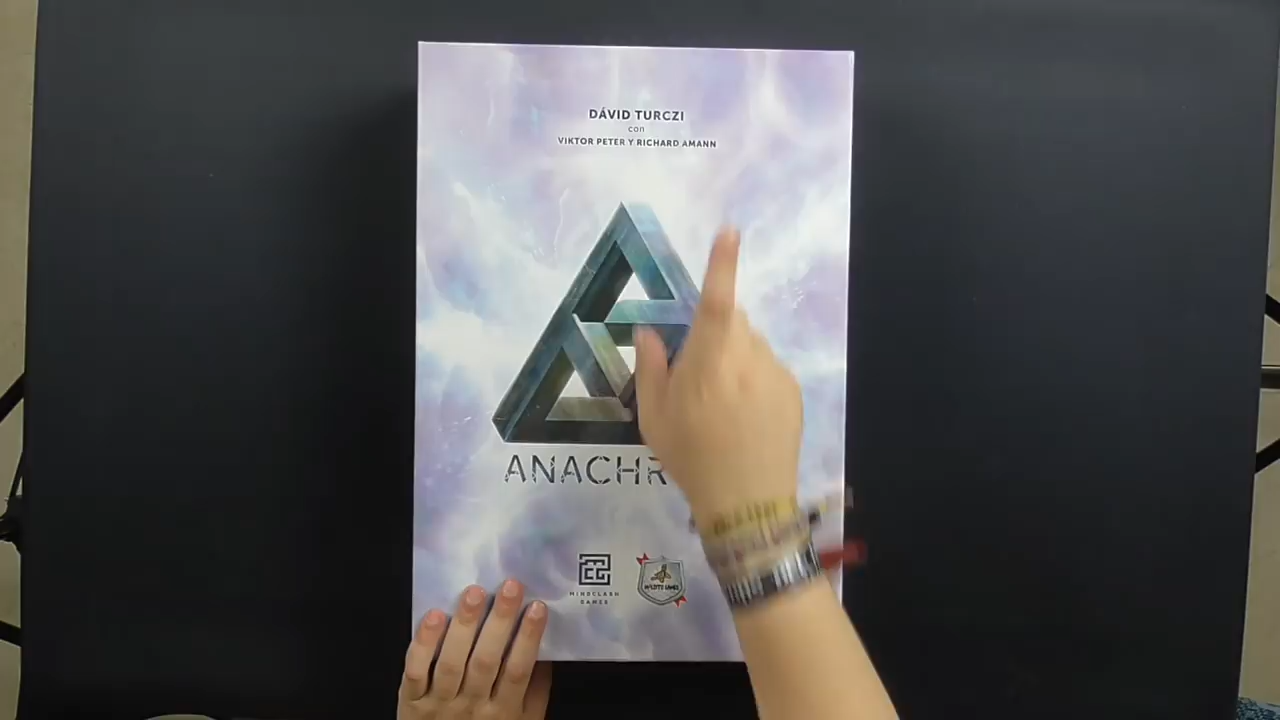 DÁVID TURCZI
con
VIKTOR PETER Y RICHARD AMANN
ANACHR
MINDCLASH
GAMES